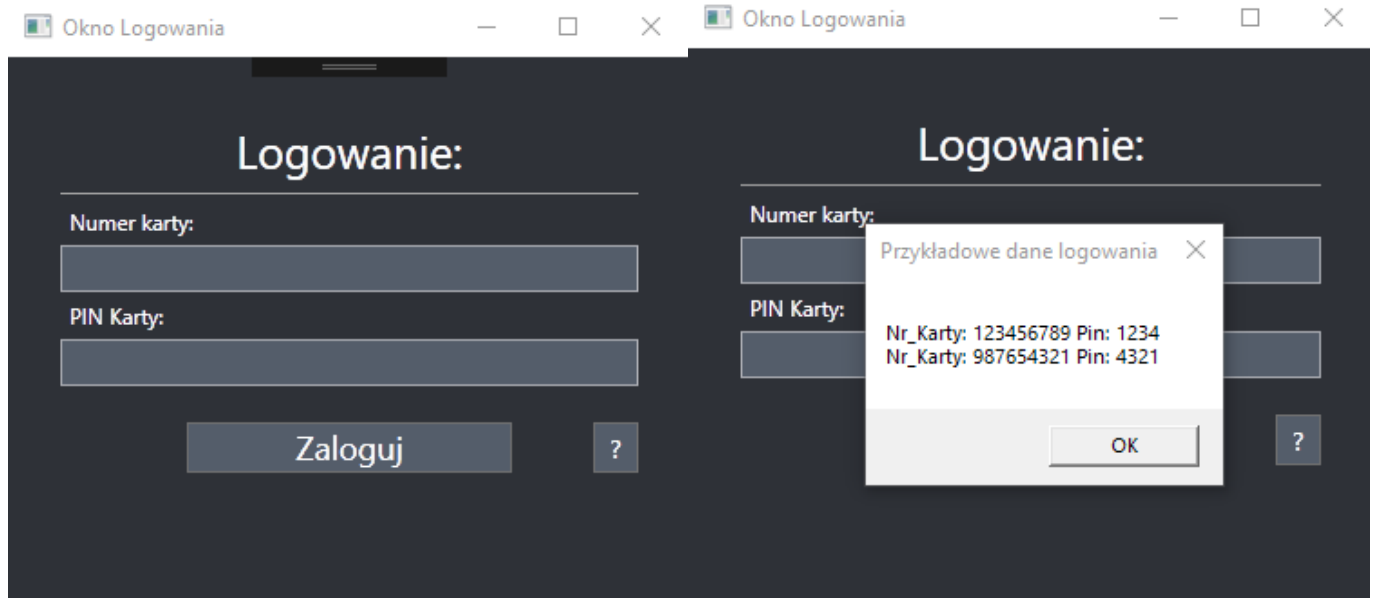 Okno Logowania
Logowanie:
Numer karty:
PIN Karty:
Zaloguj
?
Okno Logowania
Logowanie:
Numer karty:
Przykładowe dane logowania
PIN Karty:
Nr_Karty: 123456789 Pin: 1234
Nr_Karty: 987654321 Pin: 4321
OK
?